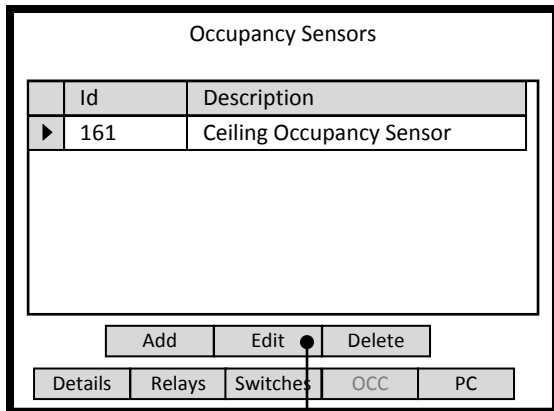 Occupancy Sensors
Id Description
161 Ceiling Occupancy Sensor
Add Edit Delete
Details Relays Switches OCC PC